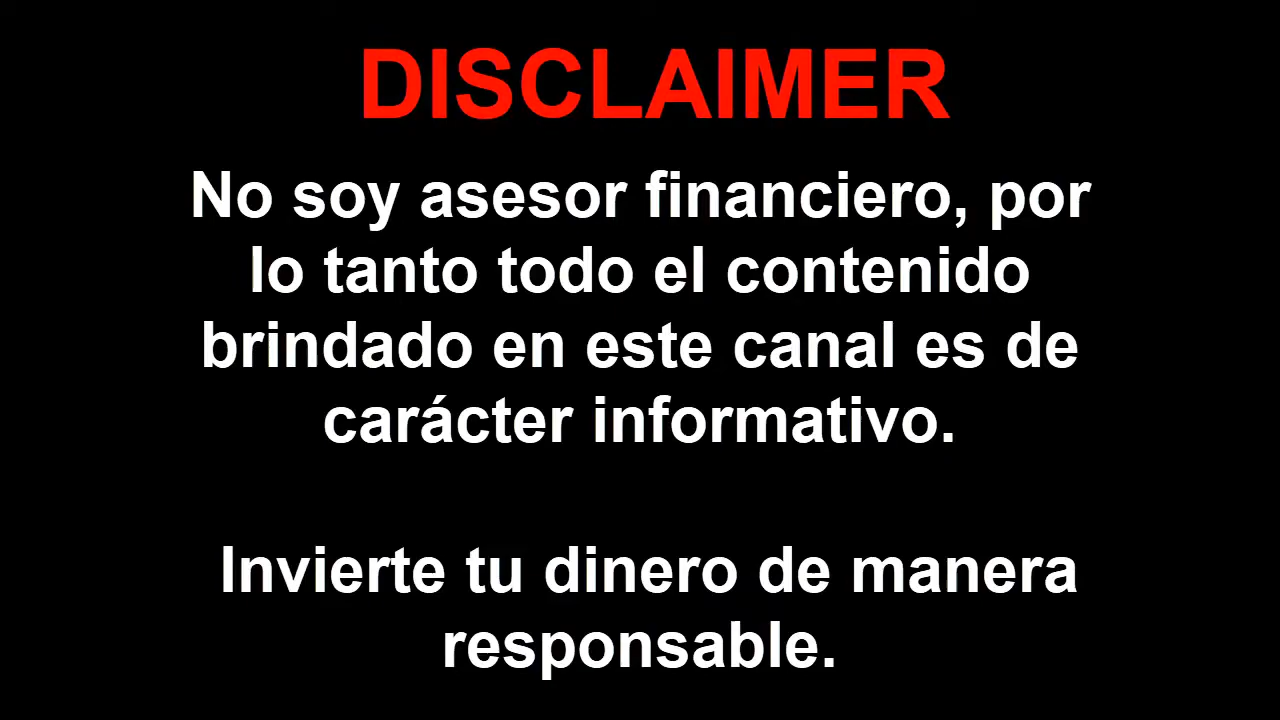 DISCLAIMER
No soy asesor financiero, por
lo tanto todo el contenido
brindado en este canal es de
carácter informativo.
Invierte tu dinero de manera
responsable.